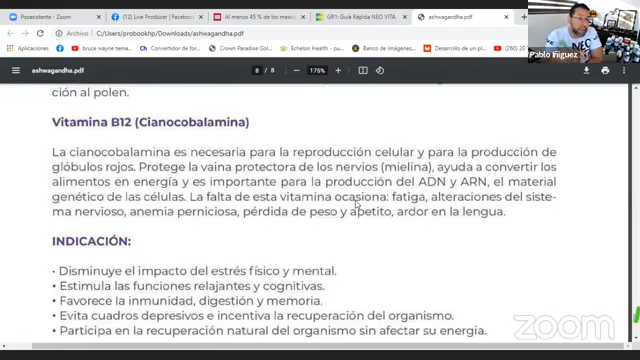 Posasistente - Zoom
(12) Live Producer | Facebook
Al menos 45 % de los mexic
GR1: Guía Rápida NEO VITA
ashwagandha.pdf
Archivo
C:/Users/probookhp/Downloads/ashwagandha.pdf
Aplicaciones
bruce wayne temand...
Convertidor de for...
Crown Paradise Gol...
Echelon Health -...
Banco de Imágenes...
Desarrollo de un pl...
(260) 20
Pablo Iñiguez
ashwagandha.pdf
8 / 8
175%
ción al polen.
Vitamina B12 (Cianocobalamina)
La cianocobalamina es necesaria para la reproducción celular y para la producción de
glóbulos rojos. Protege la vaina protectora de los nervios (mielina), ayuda a convertir los
alimentos en energía y es importante para la producción del ADN y ARN, el material
genético de las células. La falta de esta vitamina ocasiona: fatiga, alteraciones del siste-
ma nervioso, anemia perniciosa, pérdida de peso y apetito, ardor en la lengua.
INDICACIÓN:
• Disminuye el impacto del estrés físico y mental.
• Estimula las funciones relajantes y cognitivas.
• Favorece la inmunidad, digestión y memoria.
• Evita cuadros depresivos e incentiva la recuperación del organismo.
• Participa en la recuperación natural del organismo sin afectar su energía.
zoom